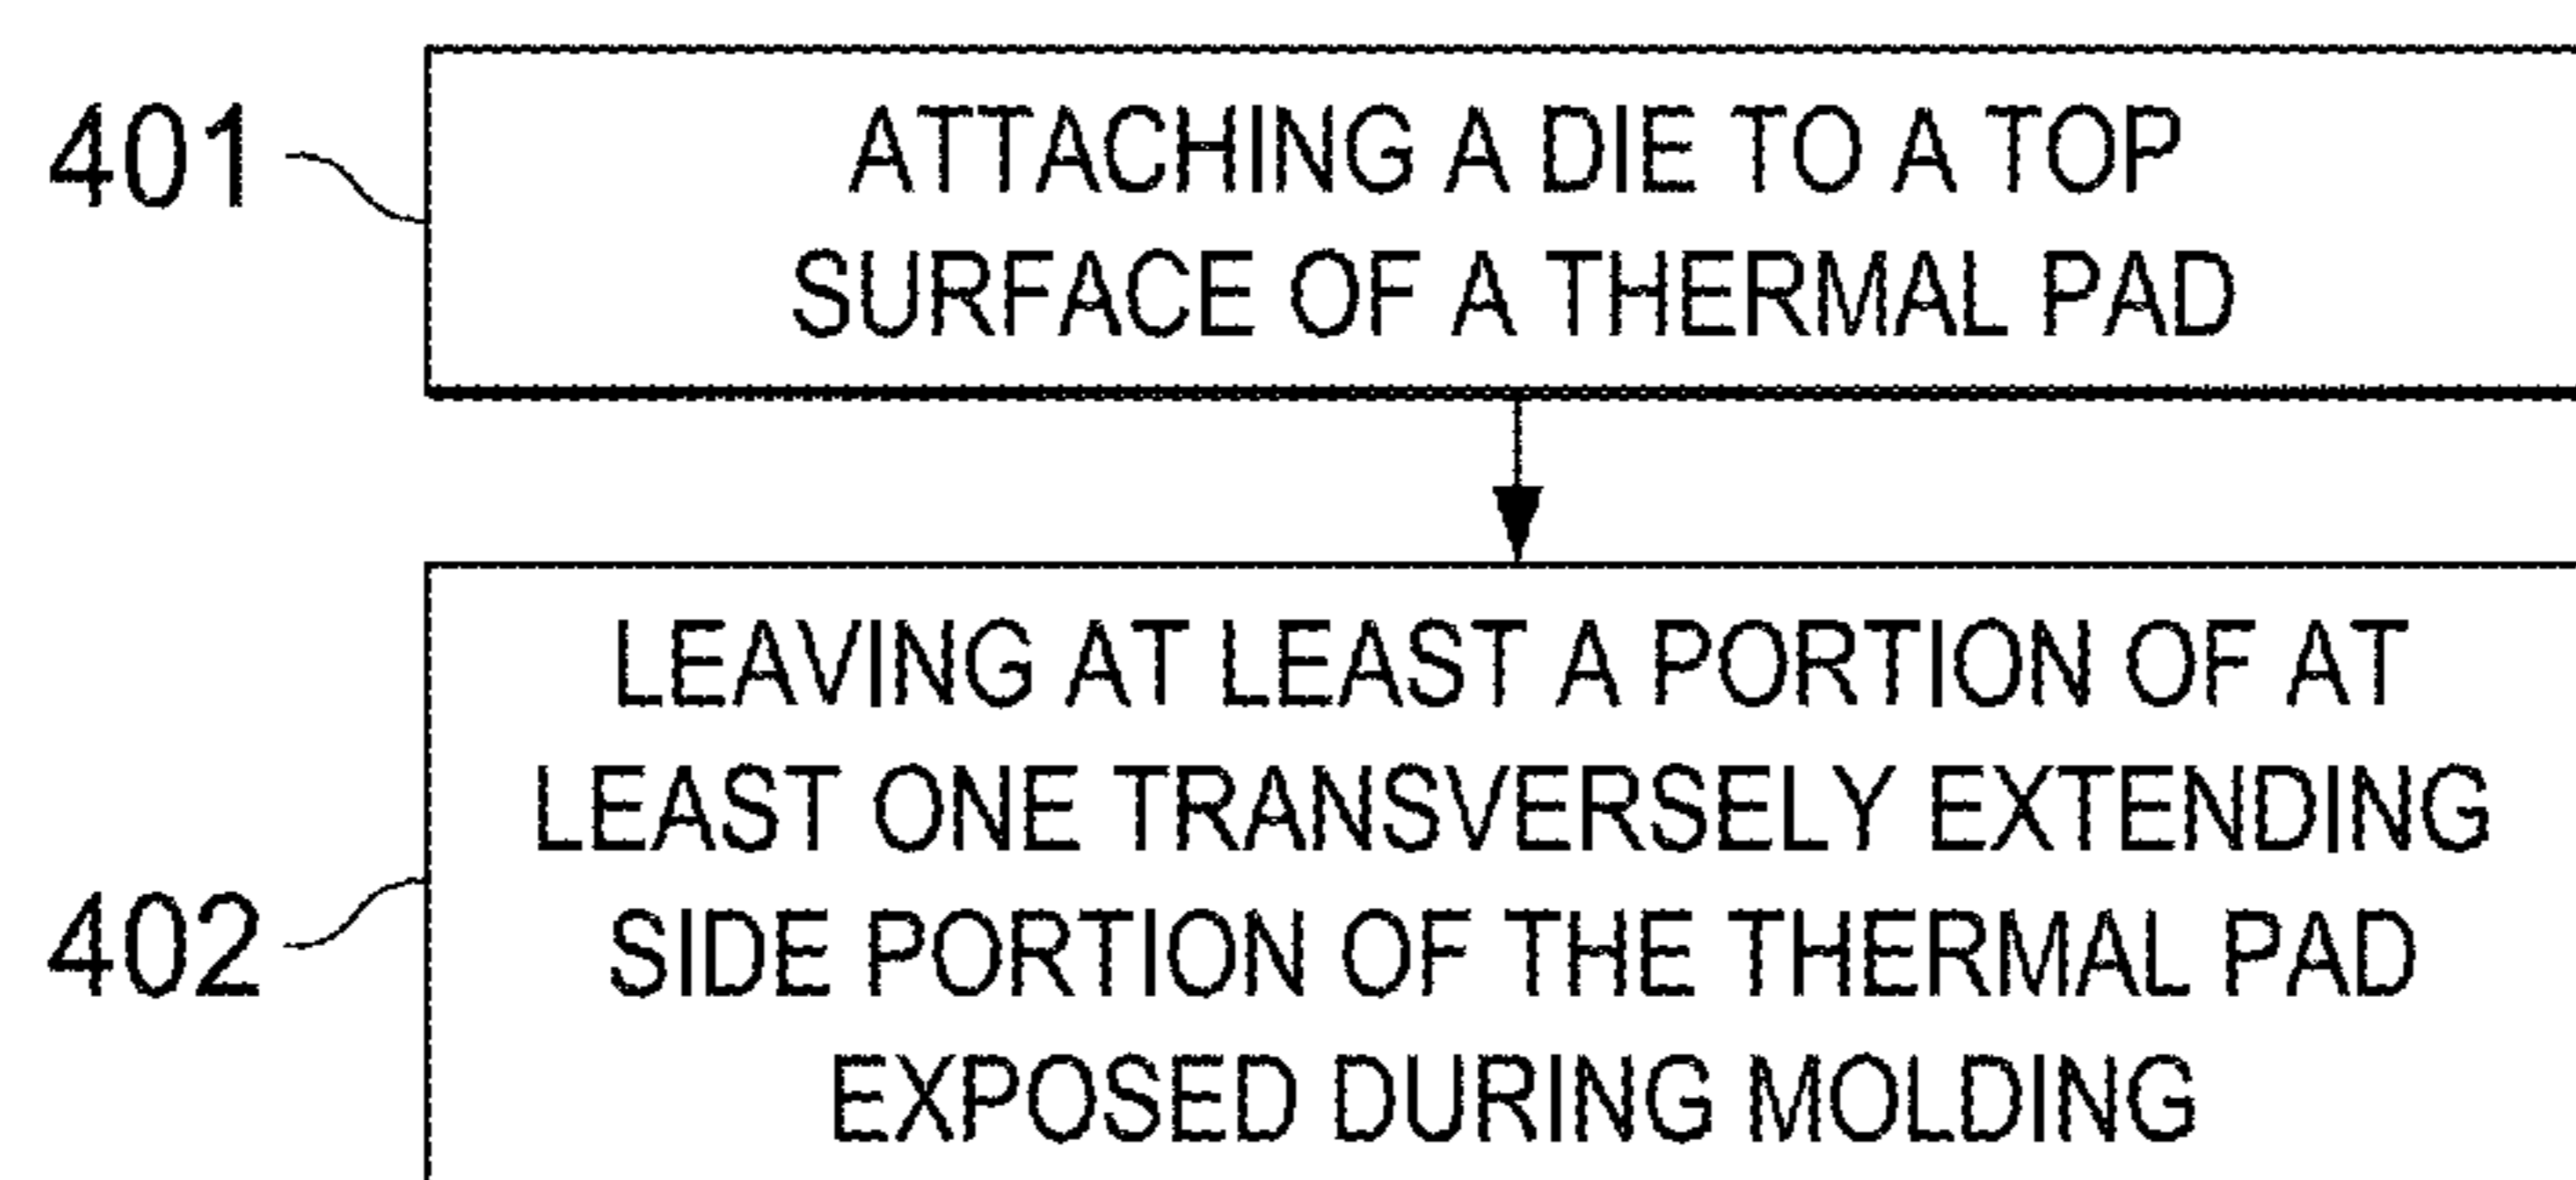 401
ATTACHING A DIE TO A TOP
SURFACE OF A THERMAL PAD
LEAVING AT LEAST A PORTION OF AT
LEAST ONE TRANSVERSELY EXTENDING
402
SIDE PORTION OF THE THERMAL PAD
EXPOSED DURING MOLDING